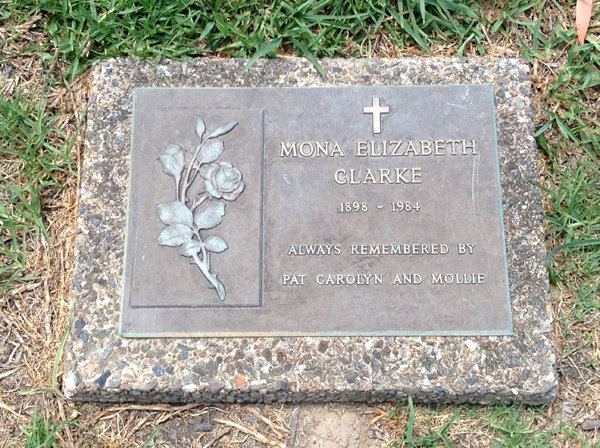 MONA ELIZABETH
CLARKE
1898 - 1984
ALWAYS REMEMBERED BY
PAT CAROLYN AND MOLLIE